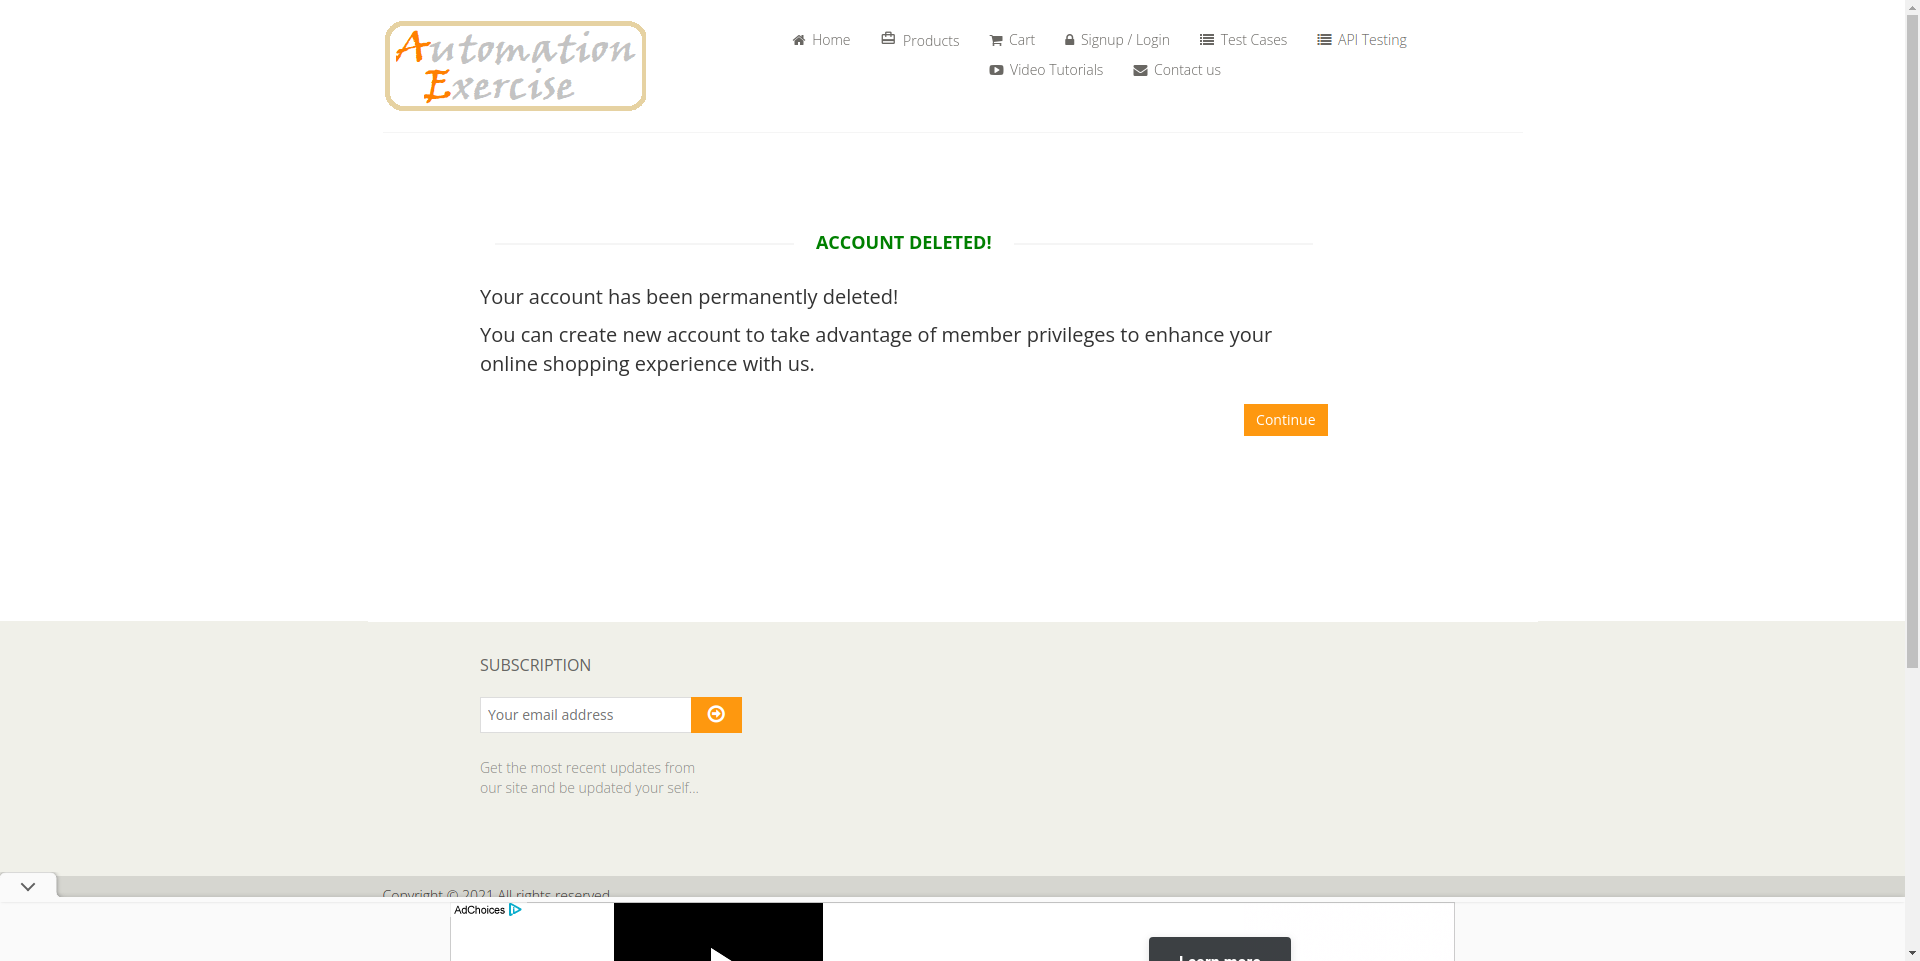 Automation
Exercise
Home
Products
Cart
Signup / Login
Test Cases
API Testing
Video Tutorials
Contact us
ACCOUNT DELETED!
Your account has been permanently deleted!
You can create new account to take advantage of member privileges to enhance your
online shopping experience with us.
Continue
SUBSCRIPTION
Your email address
Get the most recent updates from
our site and be updated your self...
Copyright © 2021 All rights reserved
AdChoices
Learn more